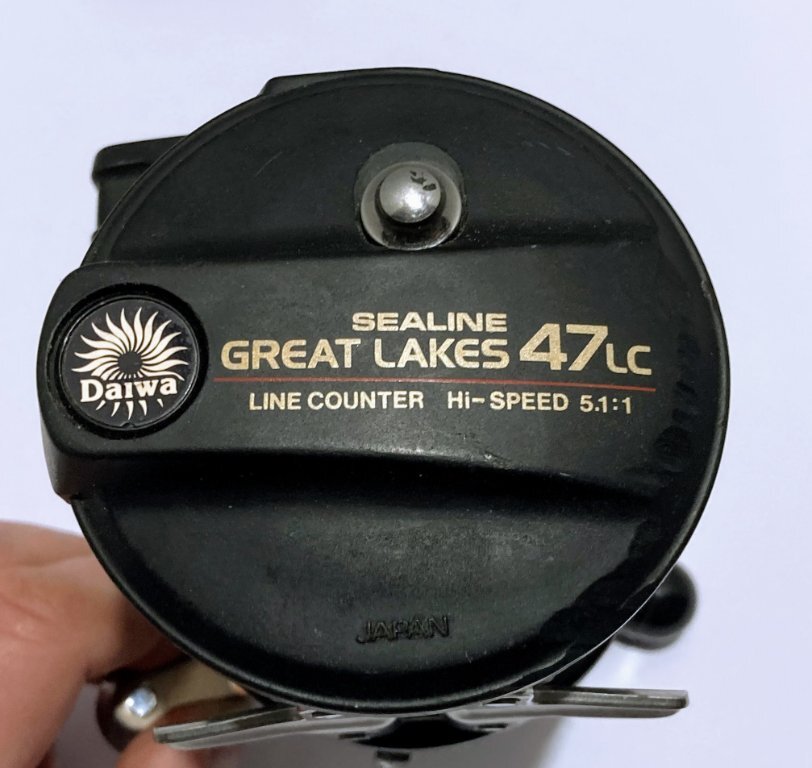 SEALINE
GREAT LAKES 47LC
Daiwa
LINE COUNTER Hi-SPEED 5.1:1
JAPAN